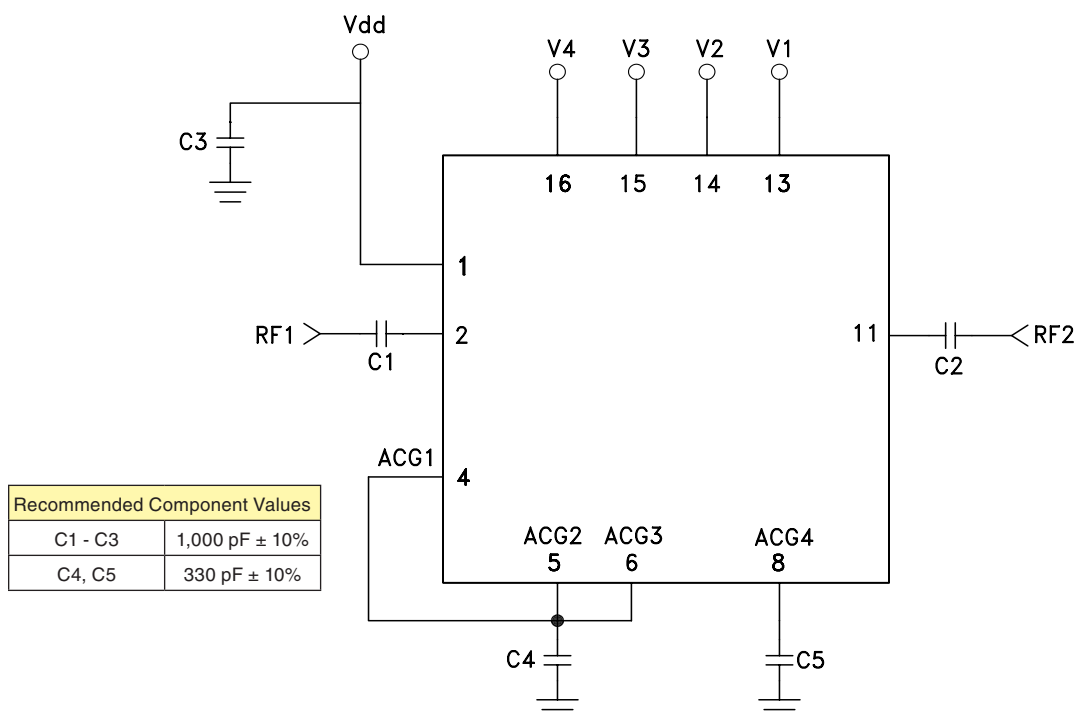 Vdd
V4 V3 V2 V1
C3
16 15 14 13
1
RF1 C1 2
11 C2 RF2
ACG1 4
Recommended Component Values
C1 - C3 1,000 pF ± 10%
C4, C5 330 pF ± 10%
ACG2 ACG3 ACG4
5 6 8
C4 C5